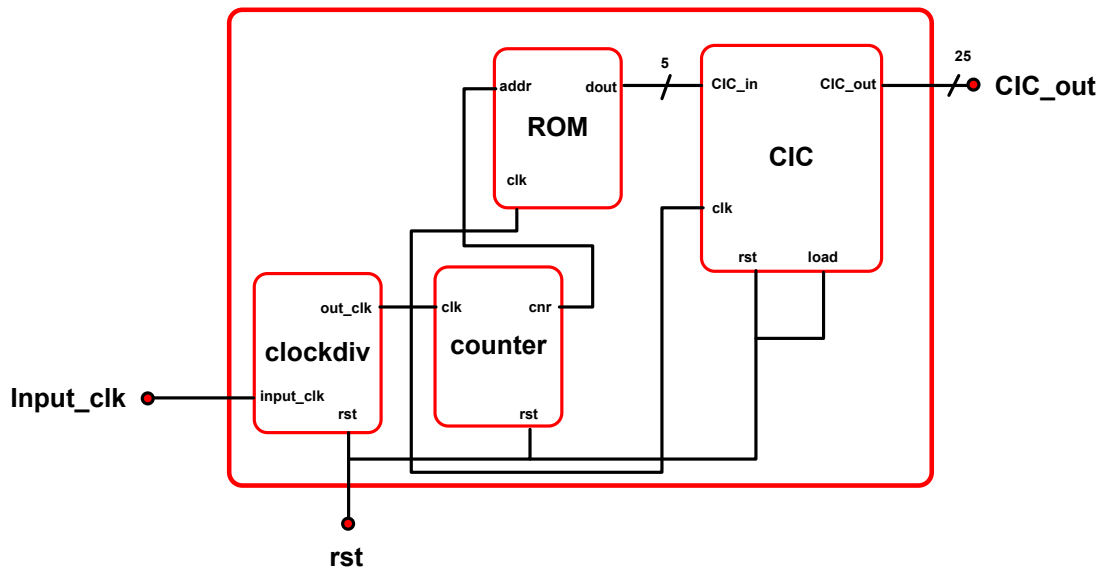 5
25
addr
dout
CIC_in
CIC_out
CIC_out
ROM
CIC
clk
clk
rst
load
out_clk
clk
cnr
clockdiv
counter
Input_clk
input_clk
rst
rst
rst